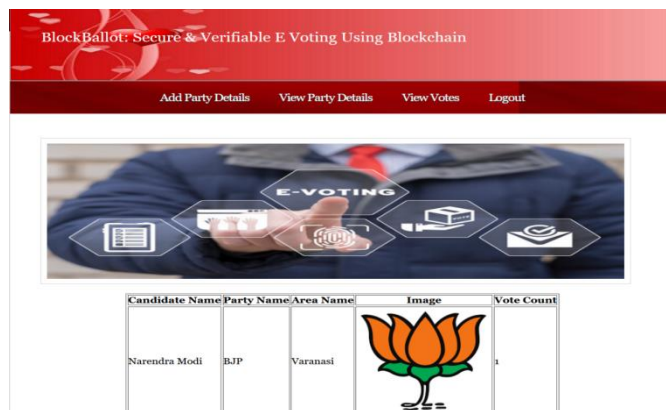 BlockBallot: Secure & Verifiable E Voting Using Blockchain
Add Party Details View Party Details View Votes Logout
E-VOTING
Candidate Name Party Name Area Name Image Vote Count
Narendra Modi BJP Varanasi 1